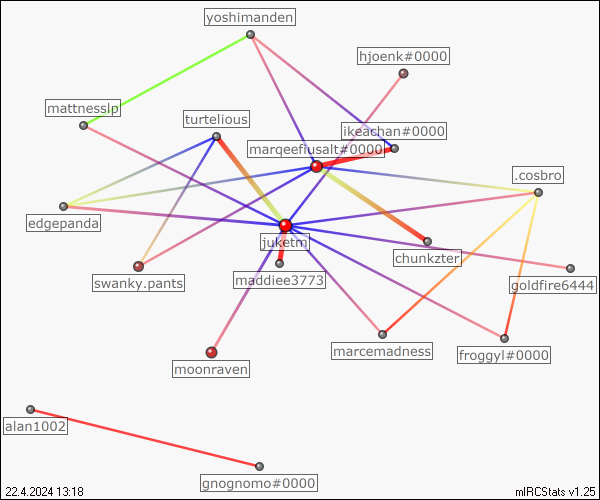 yoshimanden
hjoenk#0000
mattnesslp
turtelious
ikeachan#0000
marqeefiusalt#0000
.cosbro
edgepanda
juketm
chunkzter
swanky.pants
maddiee3773
goldfire6444
marcemadness
froggyl#0000
moonraven
alan1002
gnognomo#0000
22.4.2024 13:18
mIRCStats v1.25